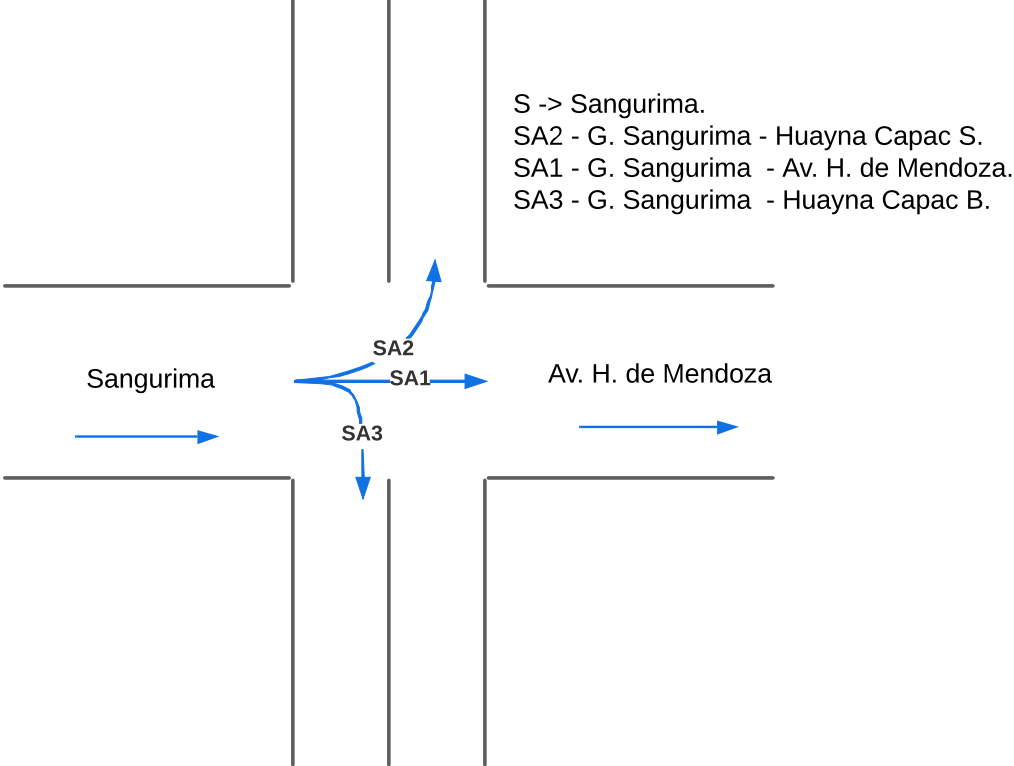 S -> Sangurima.
SA2 - G. Sangurima - Huayna Capac S.
SA1 - G. Sangurima  - Av. H. de Mendoza.
SA3 - G. Sangurima  - Huayna Capac B.
SA2
Sangurima
SA1
Av. H. de Mendoza
SA3